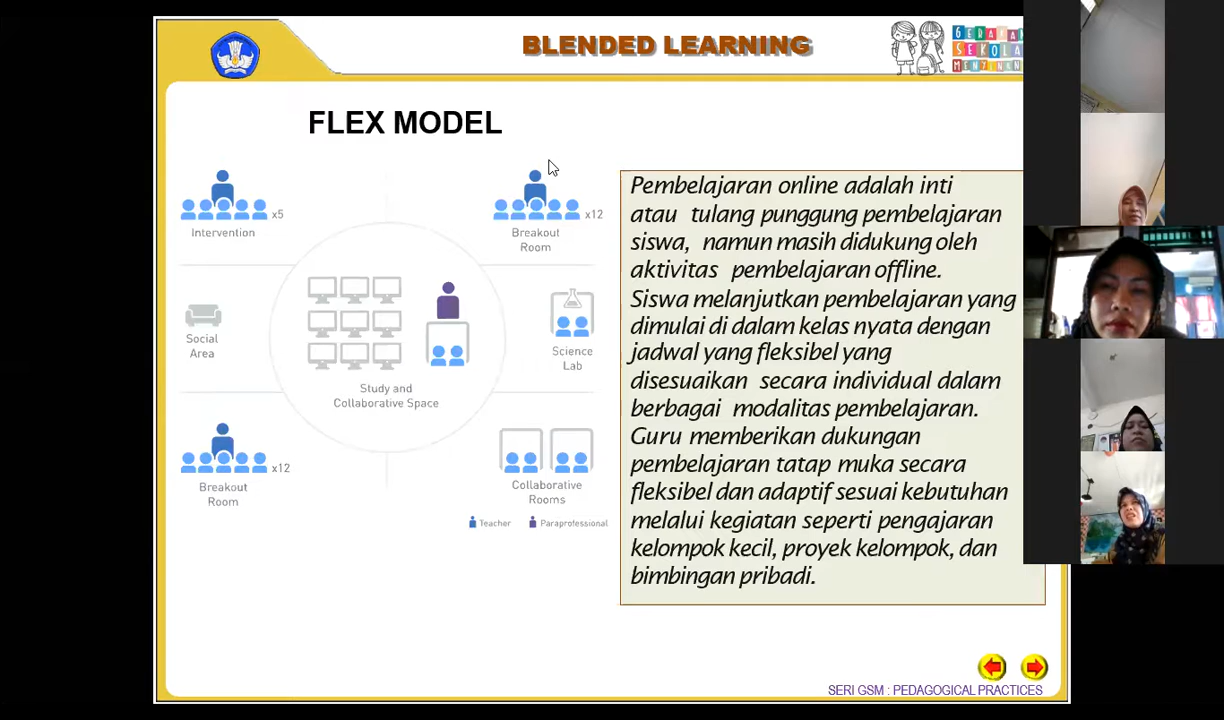 BLENDED LEARNING
GERAKAN
SEKOLA
MENYENAN
FLEX MODEL
x5
Intervention
x12
Breakout
Room
Social
Area
Study and
Collaborative Space
Science
Lab
x12
Breakout
Room
Collaborative
Rooms
Teacher
Paraprofessional
Pembelajaran online adalah inti
atau tulang punggung pembelajaran
siswa, namun masih didukung oleh
aktivitas pembelajaran offline.
Siswa melanjutkan pembelajaran yang
dimulai di dalam kelas nyata dengan
jadwal yang fleksibel yang
disesuaikan secara individual dalam
berbagai modalitas pembelajaran.
Guru memberikan dukungan
pembelajaran tatap muka secara
fleksibel dan adaptif sesuai kebutuhan
melalui kegiatan seperti pengajaran
kelompok kecil, proyek kelompok, dan
bimbingan pribadi.
SERI GSM : PEDAGOGICAL PRACTICES